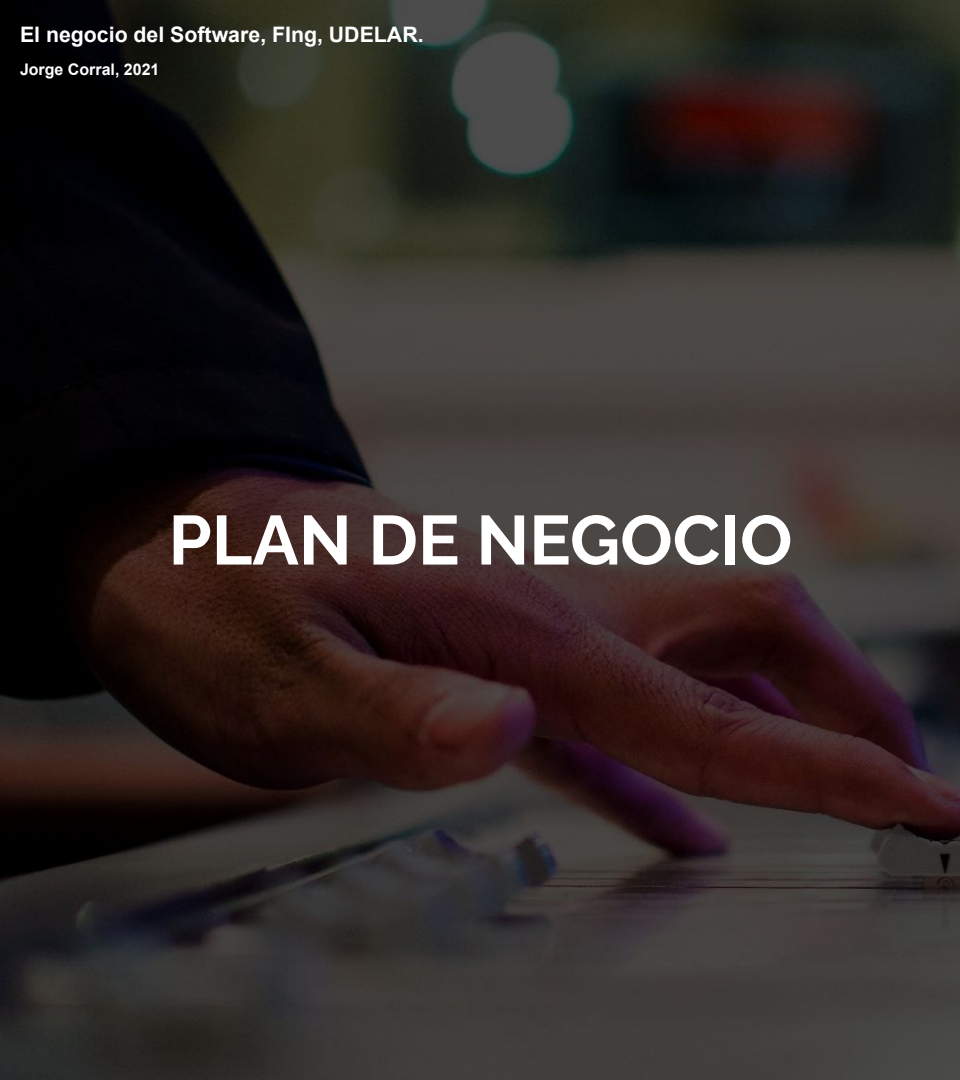 El negocio del Software, FIng, UDELAR.
Jorge Corral, 2021
PLAN DE NEGOCIO